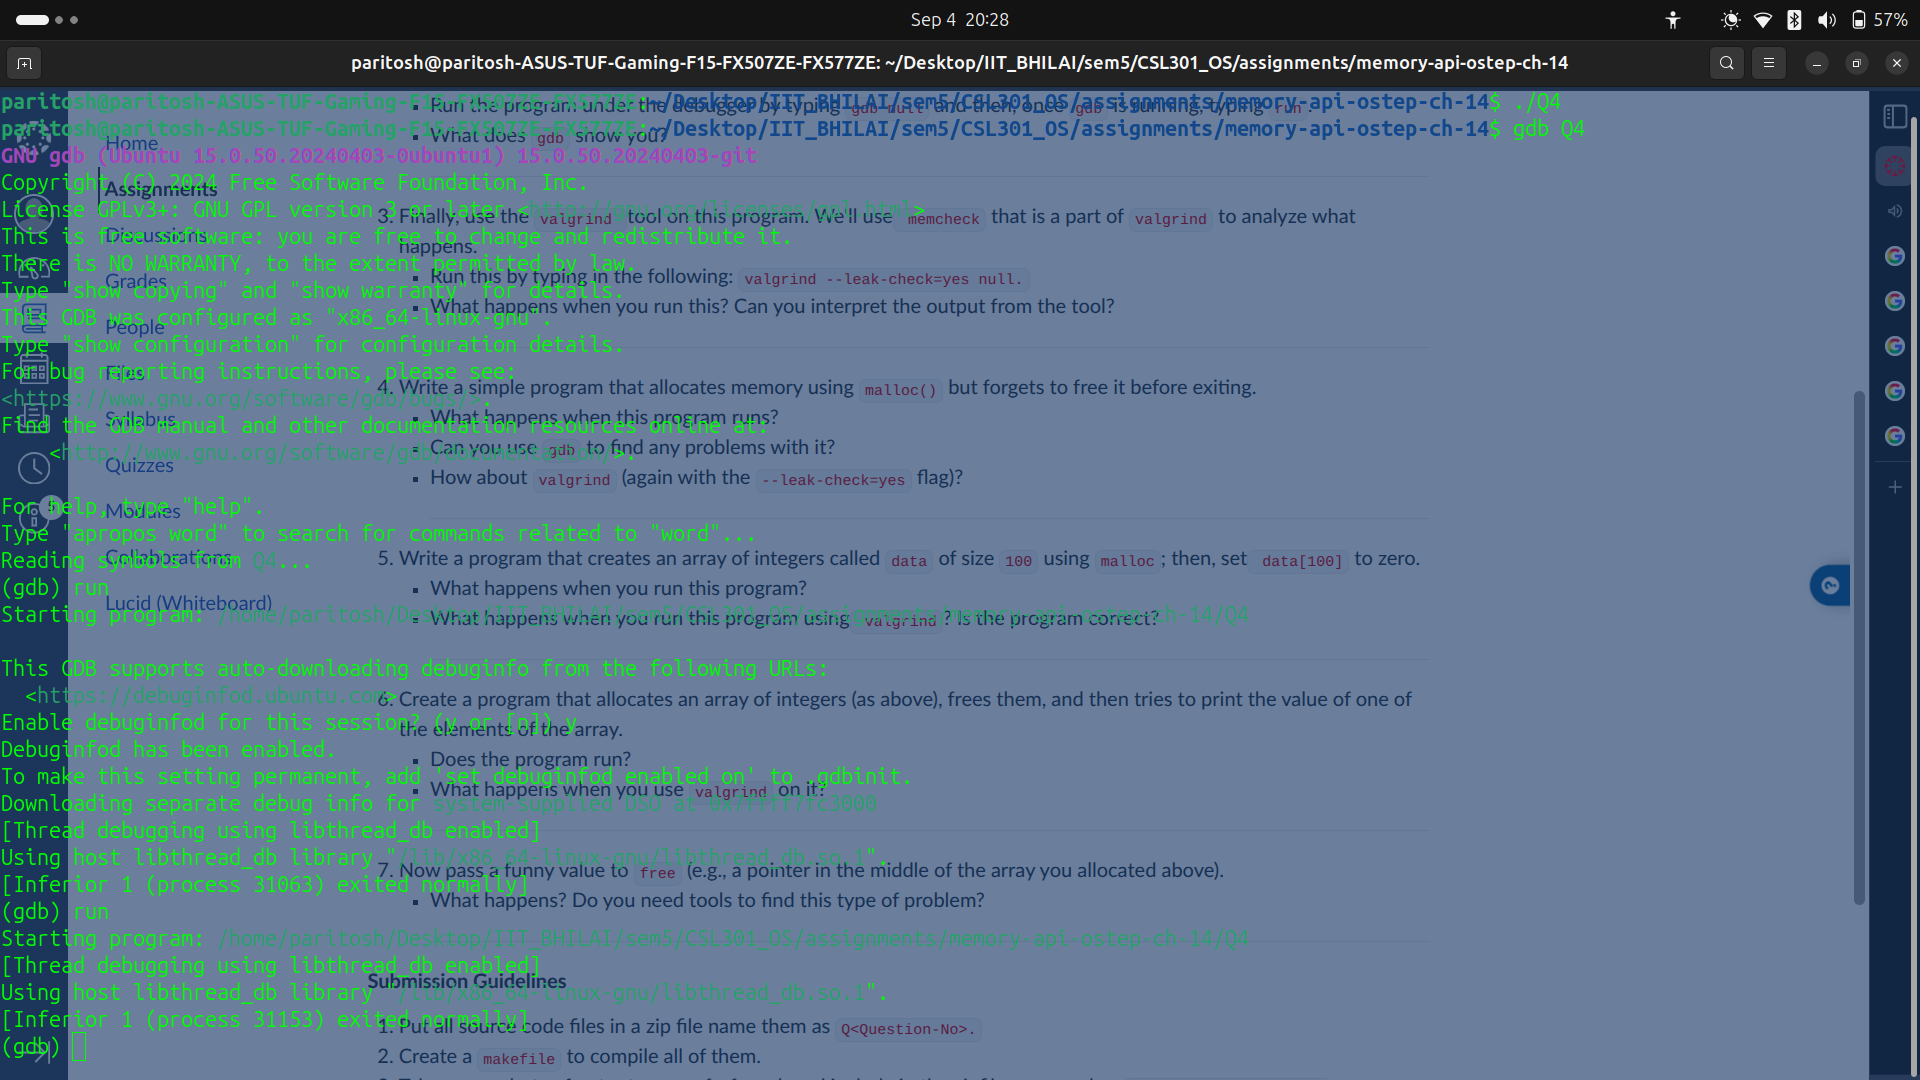 Sep 4 20:28
57%
paritosh@paritosh-ASUS-TUF-Gaming-F15-FX507ZE-FX577ZE: ~/Desktop/IIT_BHILAI/sem5/CSL301_OS/assignments/memory-api-ostep-ch-14
paritosh@paritosh-ASUS-TUF-Gaming-F15-FX507ZE-FX577ZE:~/Desktop/IIT_BHILAI/sem5/CSL301_OS/assignments/memory-api-ostep-ch-14$ ./Q4
paritosh@paritosh-ASUS-TUF-Gaming-F15-FX507ZE-FX577ZE:~/Desktop/IIT_BHILAI/sem5/CSL301_OS/assignments/memory-api-ostep-ch-14$ gdb Q4
GNU gdb (Ubuntu 15.0.50.20240403-0ubuntu1) 15.0.50.20240403-git
Copyright (C) 2024 Free Software Foundation, Inc.
License GPLv3+: GNU GPL version 3 or later <http://gnu.org/licenses/gpl.html>
This is free software: you are free to change and redistribute it.
There is NO WARRANTY, to the extent permitted by law.
Type "show copying" and "show warranty" for details.
This GDB was configured as "x86_64-linux-gnu".
Type "show configuration" for configuration details.
For bug reporting instructions, please see:
<https://www.gnu.org/software/gdb/bugs/>.
Find the GDB manual and other documentation resources online at:
<http://www.gnu.org/software/gdb/documentation/>.
For help, type "help".
Type "apropos word" to search for commands related to "word"...
Reading symbols from Q4...
(gdb) run
Starting program: /home/paritosh/Desktop/IIT_BHILAI/sem5/CSL301_OS/assignments/memory-api-ostep-ch-14/Q4
This GDB supports auto-downloading debuginfo from the following URLs:
<https://debuginfod.ubuntu.com>
Enable debuginfod for this session? (y or [n]) y
Debuginfod has been enabled.
To make this setting permanent, add 'set debuginfod enabled on' to .gdbinit.
Downloading separate debug info for system-supplied DSO at 0x7ffff7fc3000
[Thread debugging using libthread_db enabled]
Using host libthread_db library "/lib/x86_64-linux-gnu/libthread_db.so.1".
[Inferior 1 (process 31063) exited normally]
(gdb) run
Starting program: /home/paritosh/Desktop/IIT_BHILAI/sem5/CSL301_OS/assignments/memory-api-ostep-ch-14/Q4
[Thread debugging using libthread_db enabled]
Using host libthread_db library "/lib/x86_64-linux-gnu/libthread_db.so.1".
[Inferior 1 (process 31153) exited normally]
(gdb)
Home
Assignments
Discussions
Grades
People
Files
Syllabus
Quizzes
Modules
Collaborations
Lucid (Whiteboard)
Run the program under the debugger by typing gdb null and then, once gdb is running, typing run.
What does gdb show you?
3. Finally, use the valgrind tool on this program. We'll use memcheck that is a part of valgrind to analyze what
happens.
Run this by typing in the following: valgrind --leak-check=yes null.
What happens when you run this? Can you interpret the output from the tool?
4. Write a simple program that allocates memory using malloc() but forgets to free it before exiting.
What happens when this program runs?
Can you use gdb to find any problems with it?
How about valgrind (again with the --leak-check=yes flag)?
5. Write a program that creates an array of integers called data of size 100 using malloc; then, set data[100] to zero.
What happens when you run this program?
What happens when you run this program using valgrind? Is the program correct?
6. Create a program that allocates an array of integers (as above), frees them, and then tries to print the value of one of
the elements of the array.
Does the program run?
What happens when you use valgrind on it?
7. Now pass a funny value to free (e.g., a pointer in the middle of the array you allocated above).
What happens? Do you need tools to find this type of problem?
Submission Guidelines
1. Put all source code files in a zip file name them as Q<Question-No>.
2. Create a makefile to compile all of them.